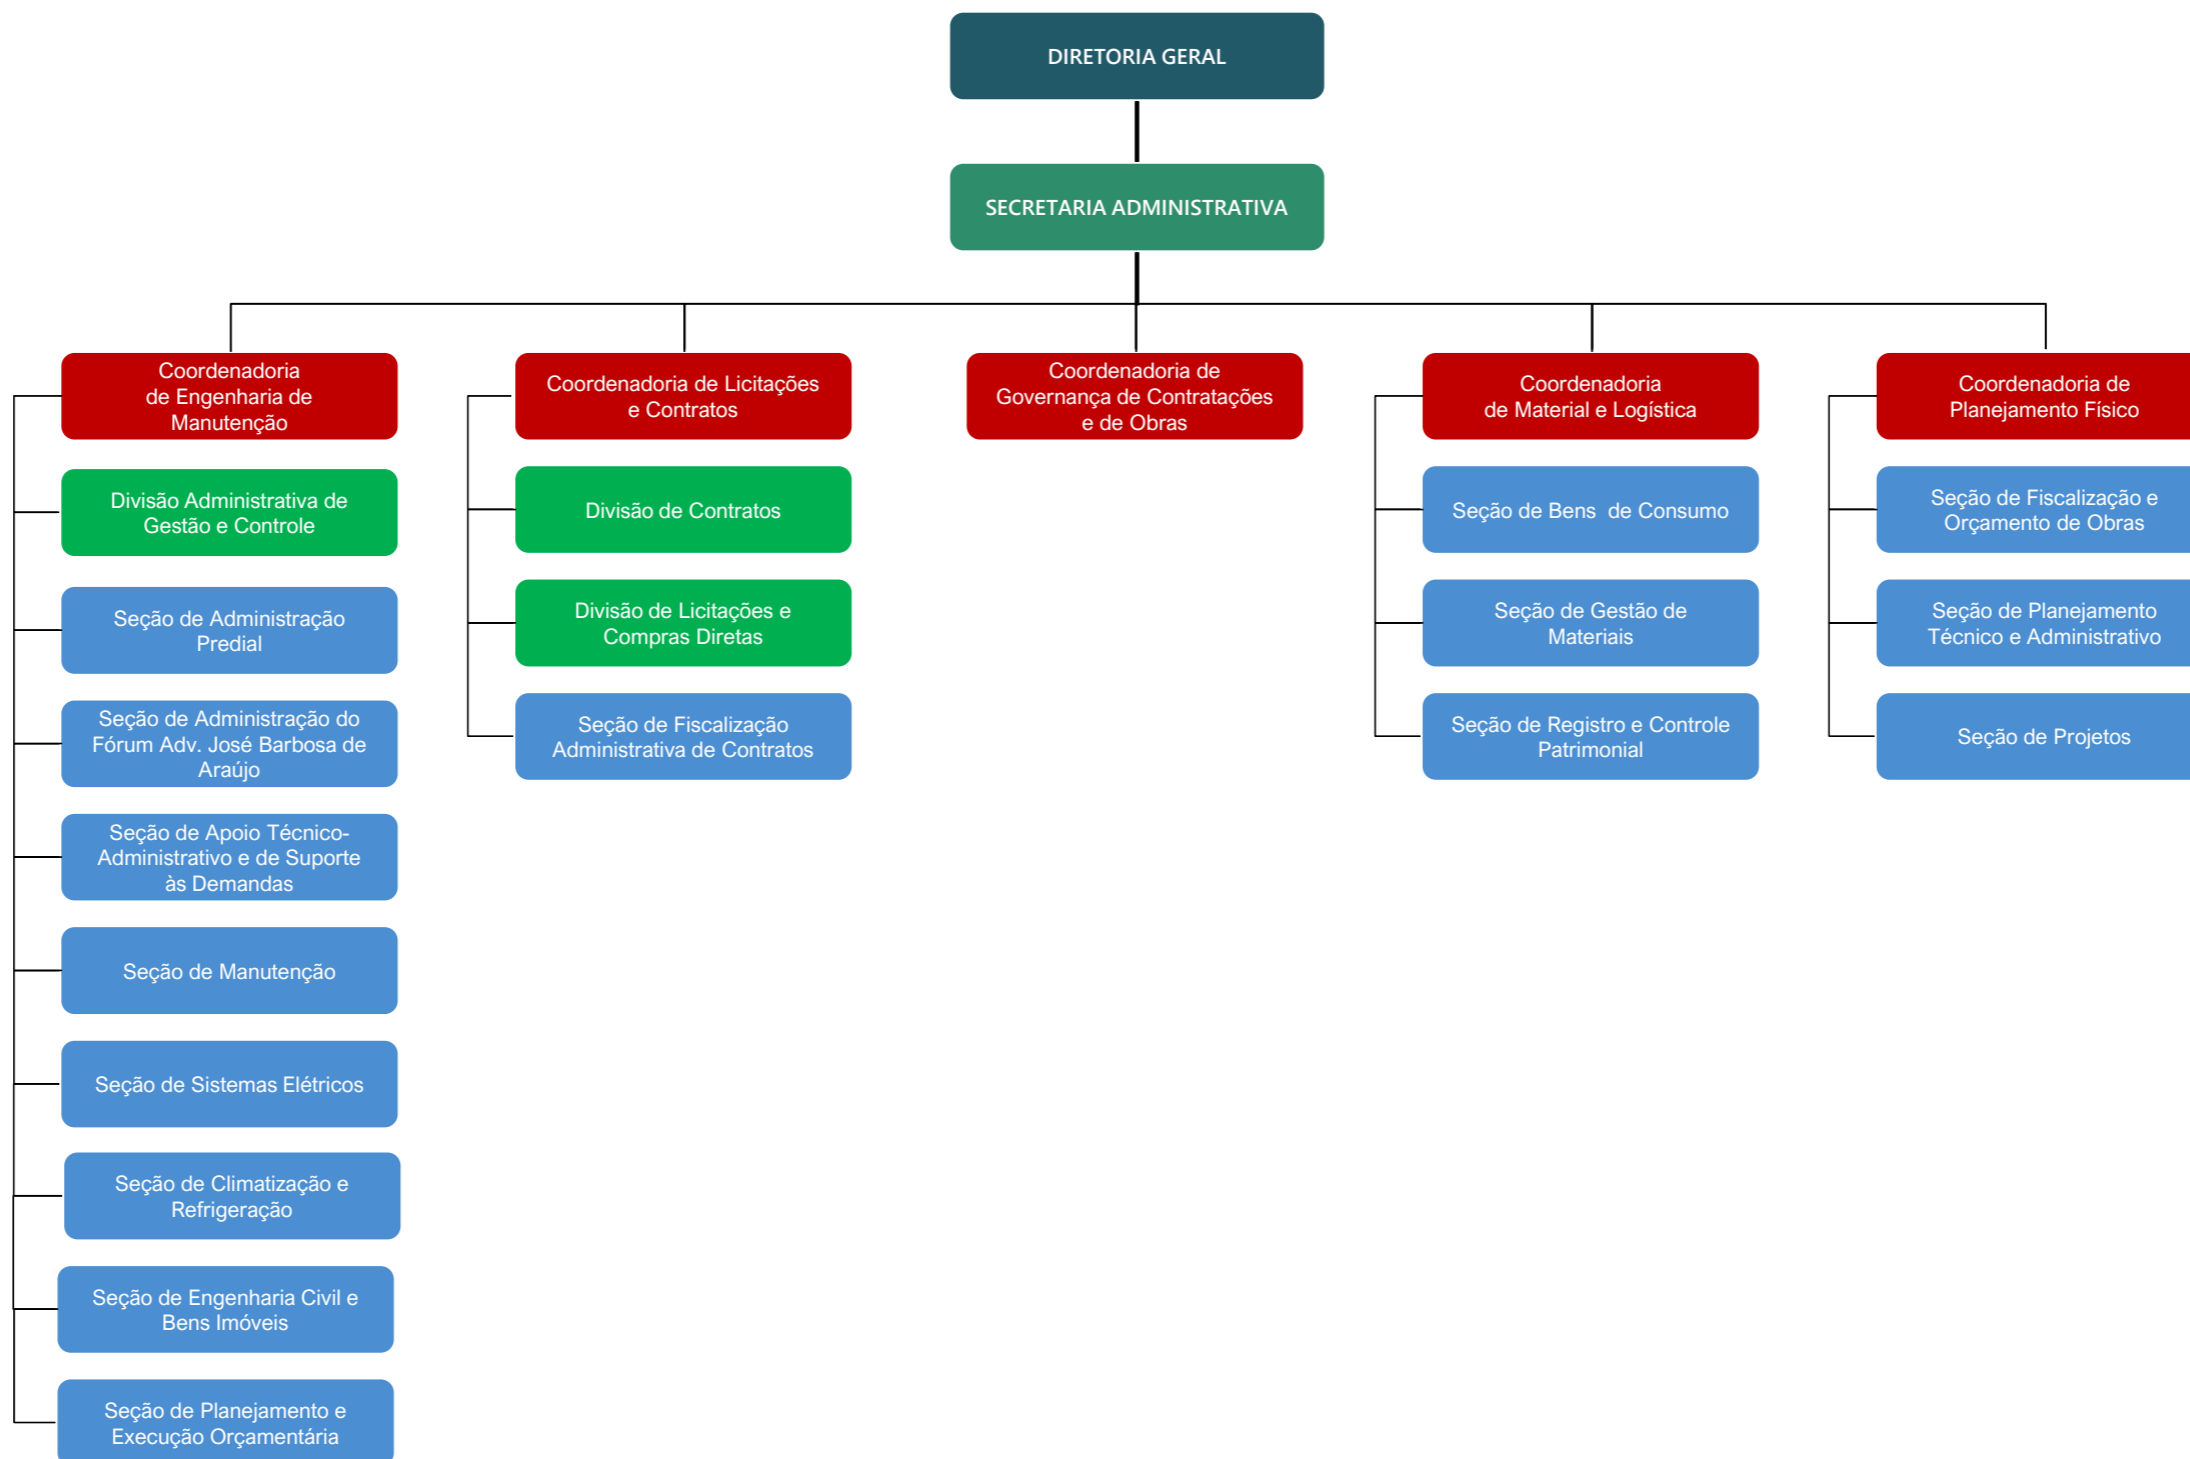 DIRETORIA GERAL
SECRETARIA ADMINISTRATIVA
Coordenadoria
de Engenharia de
Manutenção
Divisão Administrativa de
Gestão e Controle
Seção de Administração
Predial
Seção de Administração do
Fórum Adv. José Barbosa de
Araújo
Seção de Apoio Técnico-
Administrativo e de Suporte
às Demandas
Seção de Manutenção
Seção de Sistemas Elétricos
Seção de Climatização e
Refrigeração
Seção de Engenharia Civil e
Bens Imóveis
Seção de Planejamento e
Execução Orçamentária
Coordenadoria de Licitações
e Contratos
Divisão de Contratos
Divisão de Licitações e
Compras Diretas
Seção de Fiscalização
Administrativa de Contratos
Coordenadoria de
Governança de Contratações
e de Obras
Coordenadoria
de Material e Logística
Seção de Bens de Consumo
Seção de Gestão de
Materiais
Seção de Registro e Controle
Patrimonial
Coordenadoria de
Planejamento Físico
Seção de Fiscalização e
Orçamento de Obras
Seção de Planejamento
Técnico e Administrativo
Seção de Projetos